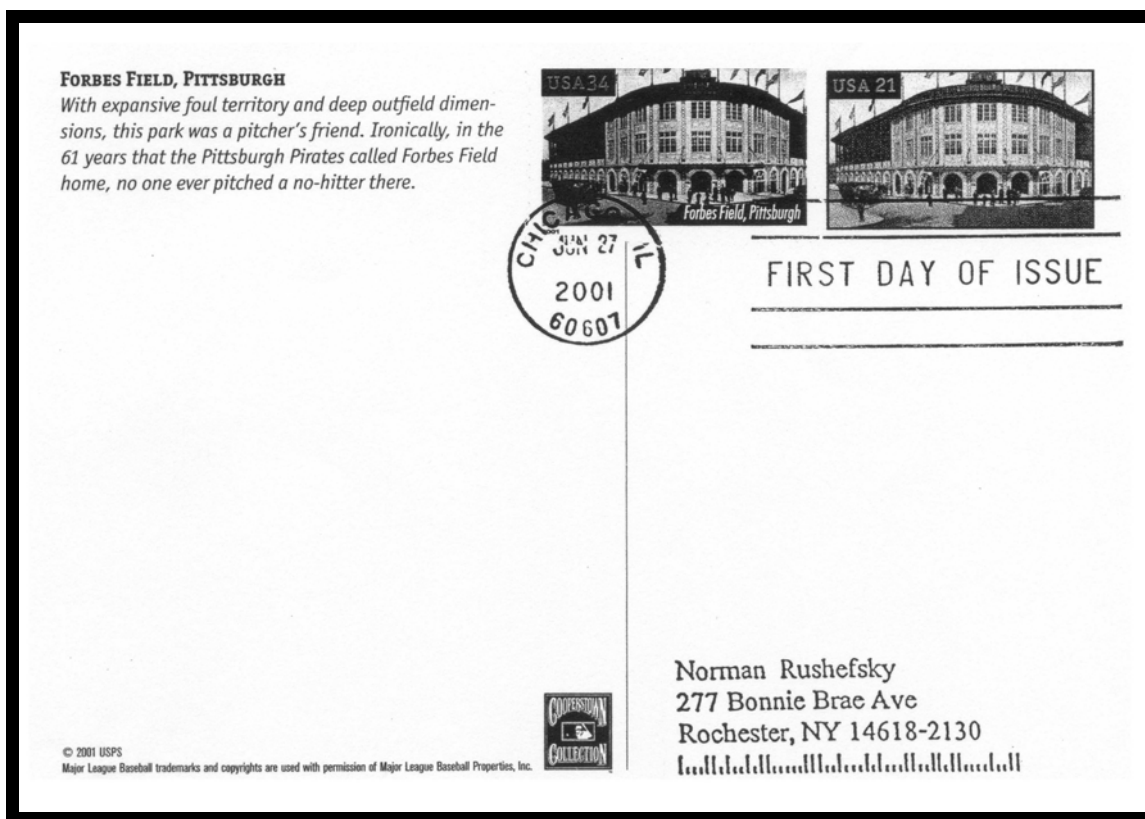 FORBES FIELD, PITTSBURGH
With expansive foul territory and deep outfield dimen-
sions, this park was a pitcher's friend. Ironically, in the
61 years that the Pittsburgh Pirates called Forbes Field
home, no one ever pitched a no-hitter there.
USA 34
Forbes Field, Pittsburgh
USA 21
CHICAGO IL
JUN 27
2001
60607
FIRST DAY OF ISSUE
Norman Rushefsky
277 Bonnie Brae Ave
Rochester, NY 14618-2130
COOPERSTOWN
COLLECTION
© 2001 USPS
Major League Baseball trademarks and copyrights are used with permission of Major League Baseball Properties, Inc.